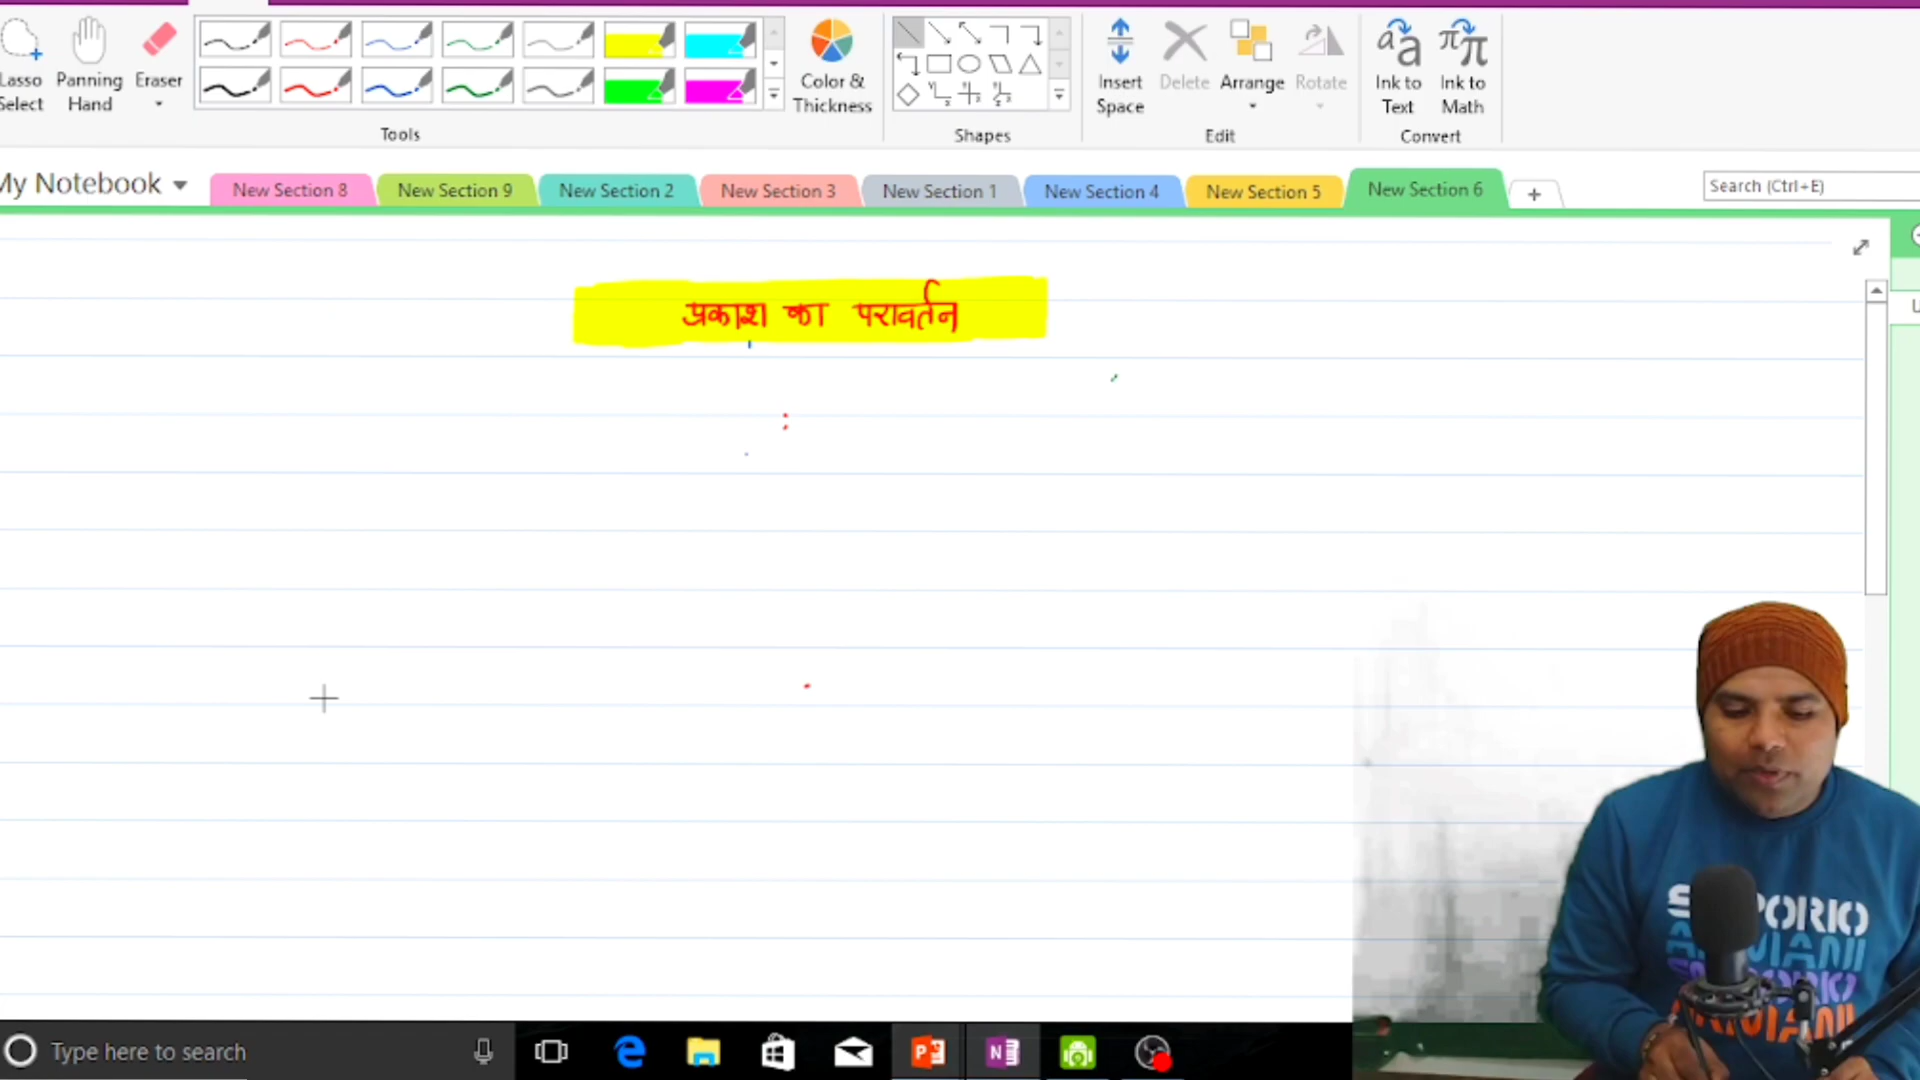 Lasso Select
Panning Hand
Eraser
Color & Thickness
Insert Space
Delete
Arrange
Rotate
Ink to Text
Ink to Math
Tools
Shapes
Edit
Convert
My Notebook
New Section 8
New Section 9
New Section 2
New Section 3
New Section 1
New Section 4
New Section 5
New Section 6
+
Search (Ctrl+E)
प्रकाश का परावर्तन
Type here to search